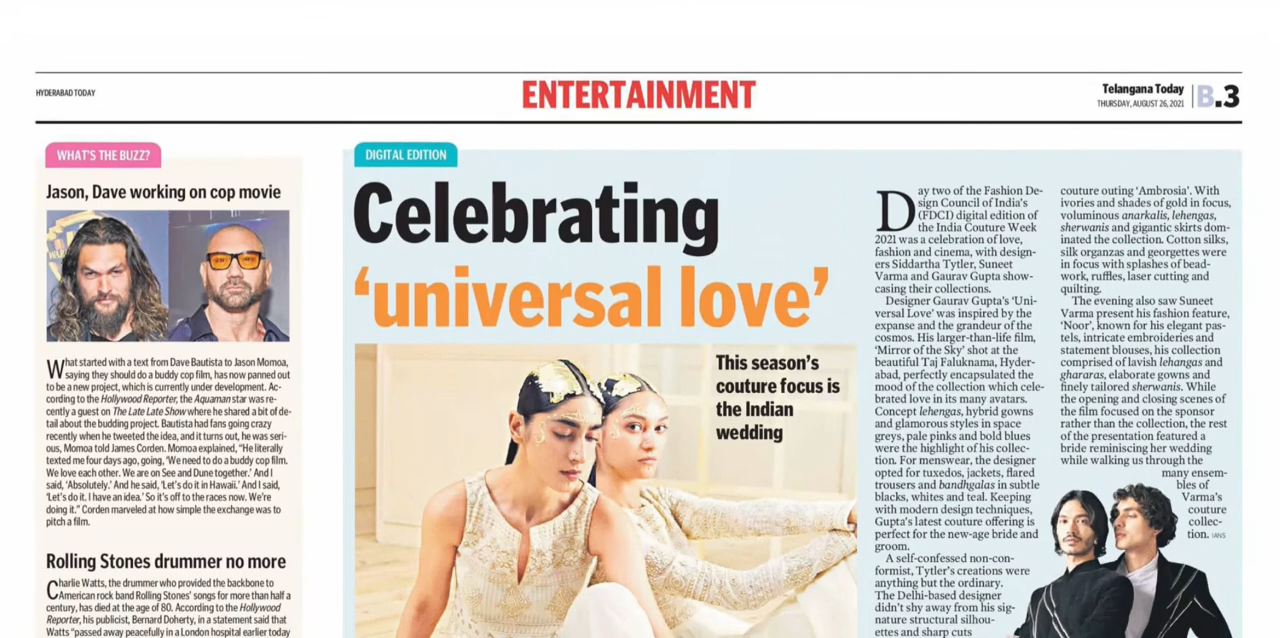 HYDERABAD TODAY
ENTERTAINMENT
Telangana Today
THURSDAY, AUGUST 26, 2021
B.3
WHAT'S THE BUZZ?
Jason, Dave working on cop movie
What started with a text from Dave Bautista to Jason Momoa,
saying they should do a buddy cop film, has now panned out
to be a new project, which is currently under development. Ac-
cording to the Hollywood Reporter, the Aquaman star was re-
cently a guest on The Late Late Show where he shared a bit of de-
tail about the budding project. Bautista had fans going crazy
recently when he tweeted the idea, and it turns out, he was seri-
ous, Momoa told James Corden. Momoa explained, "He literally
texted me four days ago, going, 'We need to do a buddy cop film.
We love each other. We are on See and Dune together.' And I
said, 'Absolutely.' And he said, 'Let's do it in Hawaii.' And I said,
'Let's do it. I have an idea.' So it's off to the races now. We're
doing it." Corden marveled at how simple the exchange was to
pitch a film.
Rolling Stones drummer no more
Charlie Watts, the drummer who provided the backbone to
American rock band Rolling Stones' songs for more than half a
century, has died at the age of 80. According to the Hollywood
Reporter, his publicist, Bernard Doherty, in a statement said that
Watts "passed away peacefully in a London hospital earlier today
DIGITAL EDITION
Celebrating
'universal love'
This season's
couture focus is
the Indian
wedding
Day two of the Fashion De-
sign Council of India's
(FDCI) digital edition of
the India Couture Week
2021 was a celebration of love,
fashion and cinema, with design-
ers Siddartha Tytler, Suneet
Varma and Gaurav Gupta show-
casing their collections.
Designer Gaurav Gupta's 'Uni-
versal Love' was inspired by the
expanse and the grandeur of the
cosmos. His larger-than-life film,
'Mirror of the Sky' shot at the
beautiful Taj Faluknama, Hyder-
abad, perfectly encapsulated the
mood of the collection which cele-
brated love in its many avatars.
Concept lehengas, hybrid gowns
and glamorous styles in space
greys, pale pinks and bold blues
were the highlight of his collec-
tion. For menswear, the designer
opted for tuxedos, jackets, flared
trousers and bandhgalas in subtle
blacks, whites and teal. Keeping
with modern design techniques,
Gupta's latest couture offering is
perfect for the new-age bride and
groom.
A self-confessed non-con-
formist, Tytler's creations were
anything but the ordinary.
The Delhi-based designer
didn't shy away from his sig-
nature structural silhou-
ettes and sharp cuts
couture outing 'Ambrosia'. With
ivories and shades of gold in focus,
voluminous anarkalis, lehengas,
sherwanis and gigantic skirts dom-
inated the collection. Cotton silks,
silk organzas and georgettes were
in focus with splashes of bead-
work, ruffles, laser cutting and
quilting.
The evening also saw Suneet
Varma present his fashion feature,
'Noor', known for his elegant pas-
tels, intricate embroideries and
statement blouses, his collection
comprised of lavish lehangas and
ghararas, elaborate gowns and
finely tailored sherwanis. While
the opening and closing scenes of
the film focused on the sponsor
rather than the collection, the rest
of the presentation featured a
bride reminiscing her wedding
while walking us through the
many ensem-
bles of
Varma's
couture
collec-
tion. IANS